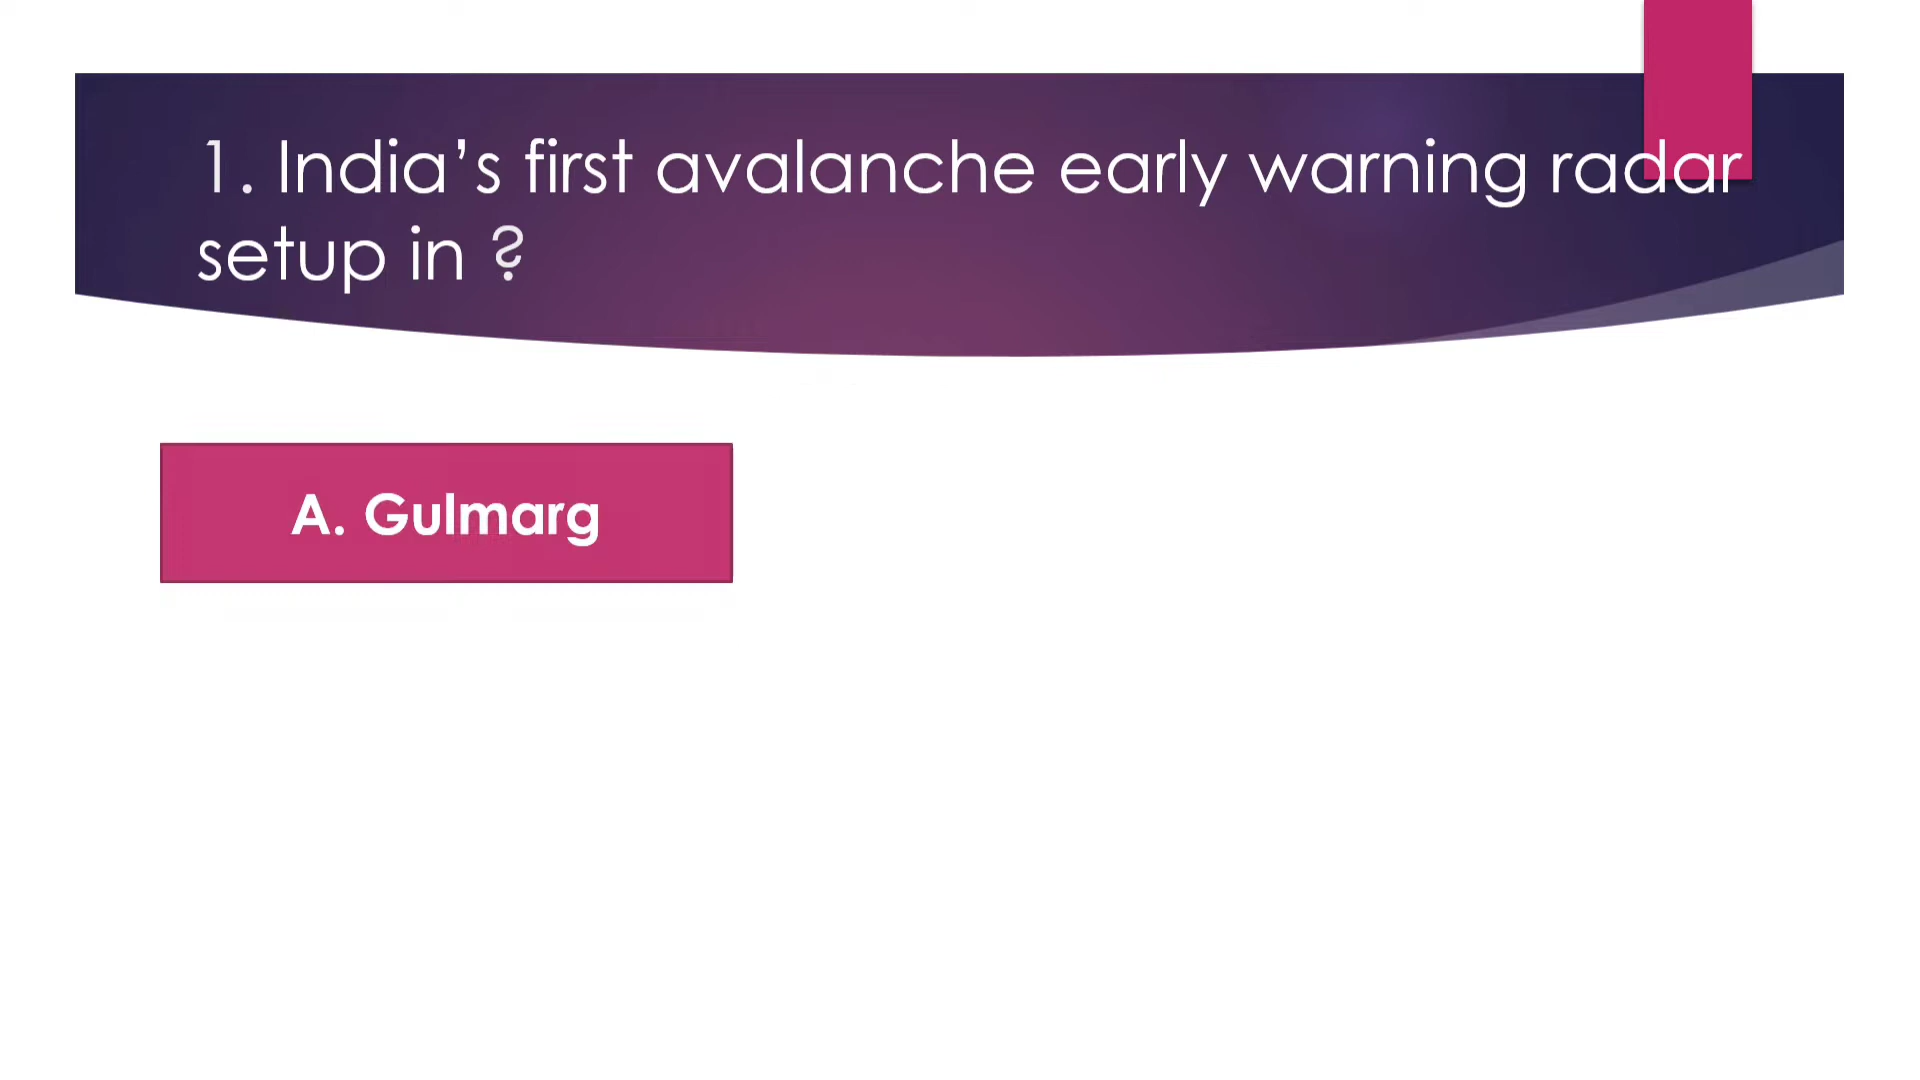 1. India’s first avalanche early warning radar
setup in ?
A. Gulmarg